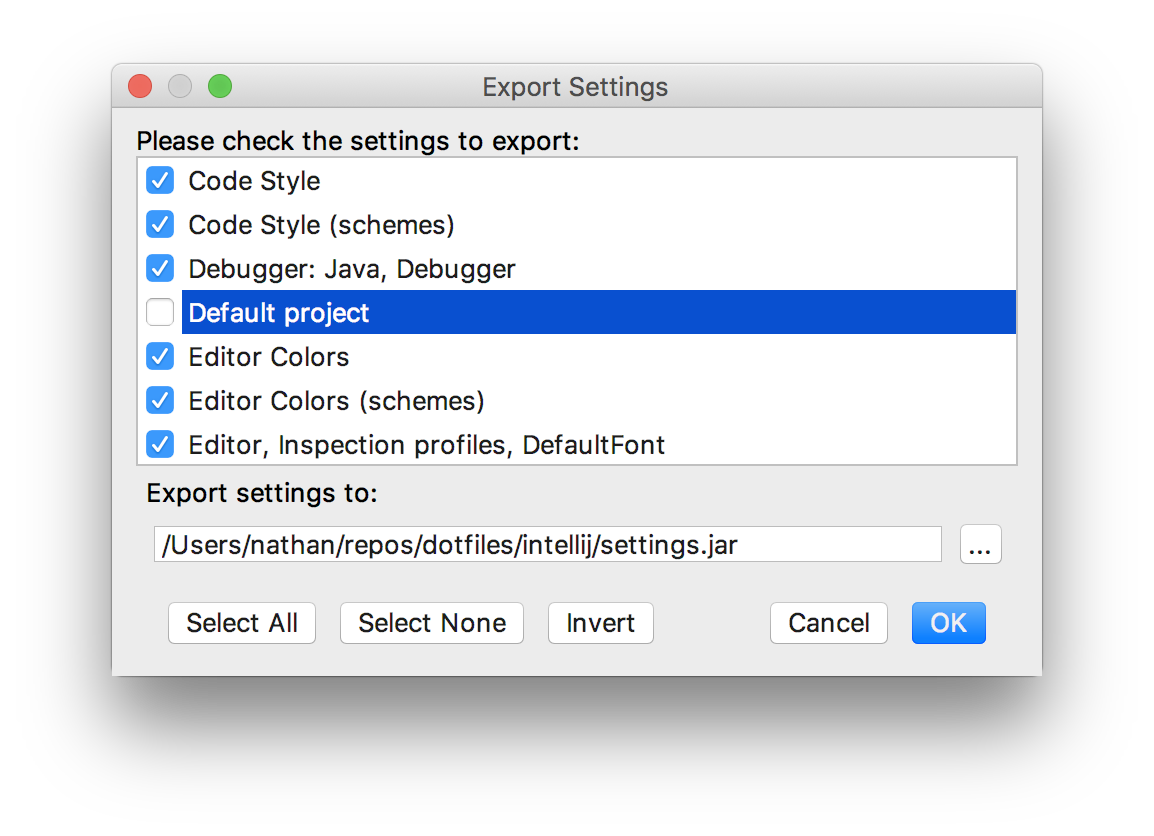 Export Settings
Please check the settings to export:
Code Style
Code Style (schemes)
Debugger: Java, Debugger
Default project
Editor Colors
Editor Colors (schemes)
Editor, Inspection profiles, DefaultFont
Export settings to:
/Users/nathan/repos/dotfiles/intellij/settings.jar ...
Select All Select None Invert Cancel OK